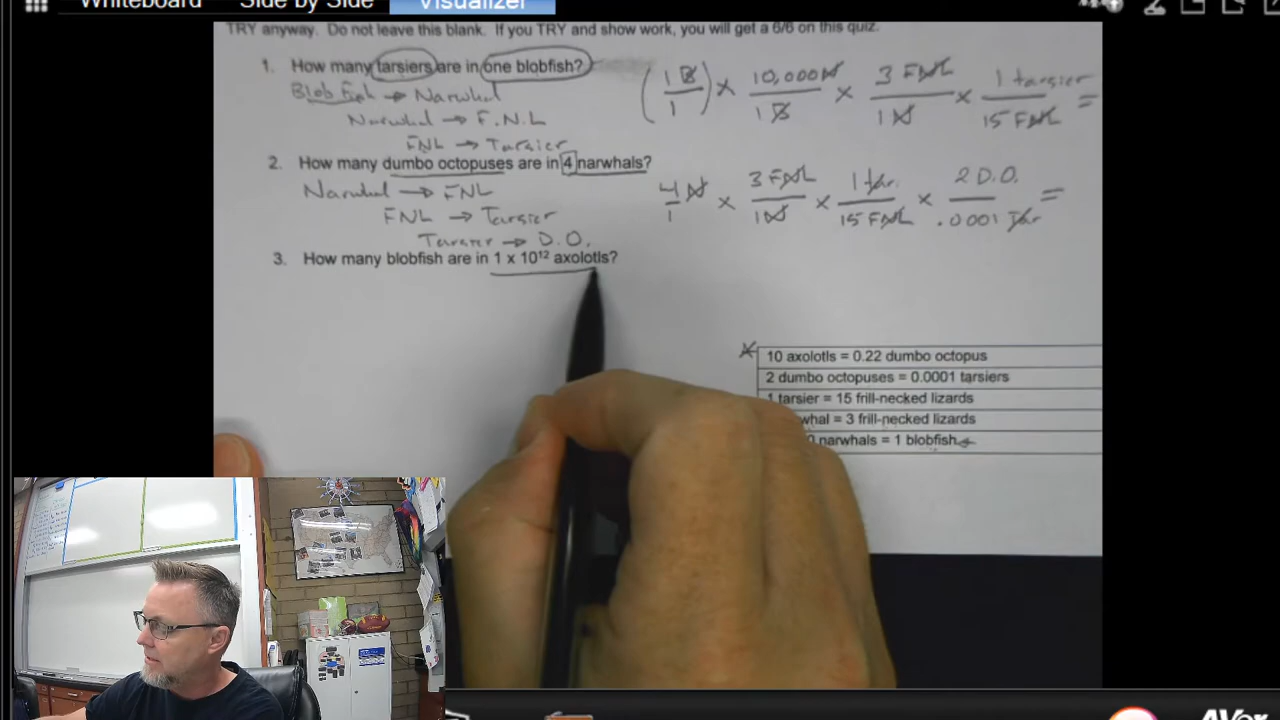 Whiteboard Side by Side Visualizer
TRY anyway. Do not leave this blank. If you TRY and show work, you will get a 6/6 on this quiz.
1. How many tarsiers are in one blobfish?
Blobfish → Narwhal
Narwhal → F.N.L
FNL → Tarsier
(1 B / 1) × 10,000 N / 1 B × 3 FNL / 1 N × 1 tarsier / 15 FNL =
2. How many dumbo octopuses are in 4 narwhals?
Narwhal → FNL
FNL → Tarsier
Tarsier → D.O.
4 N / 1 × 3 FNL / 1 N × 1 tar. / 15 FNL × 2 D.O. / .0001 Tar =
3. How many blobfish are in 1 x 10¹² axolotls?
10 axolotls = 0.22 dumbo octopus
2 dumbo octopuses = 0.0001 tarsiers
1 tarsier = 15 frill-necked lizards
= 3 frill-necked lizards
narwhals = 1 blobfish
AVer